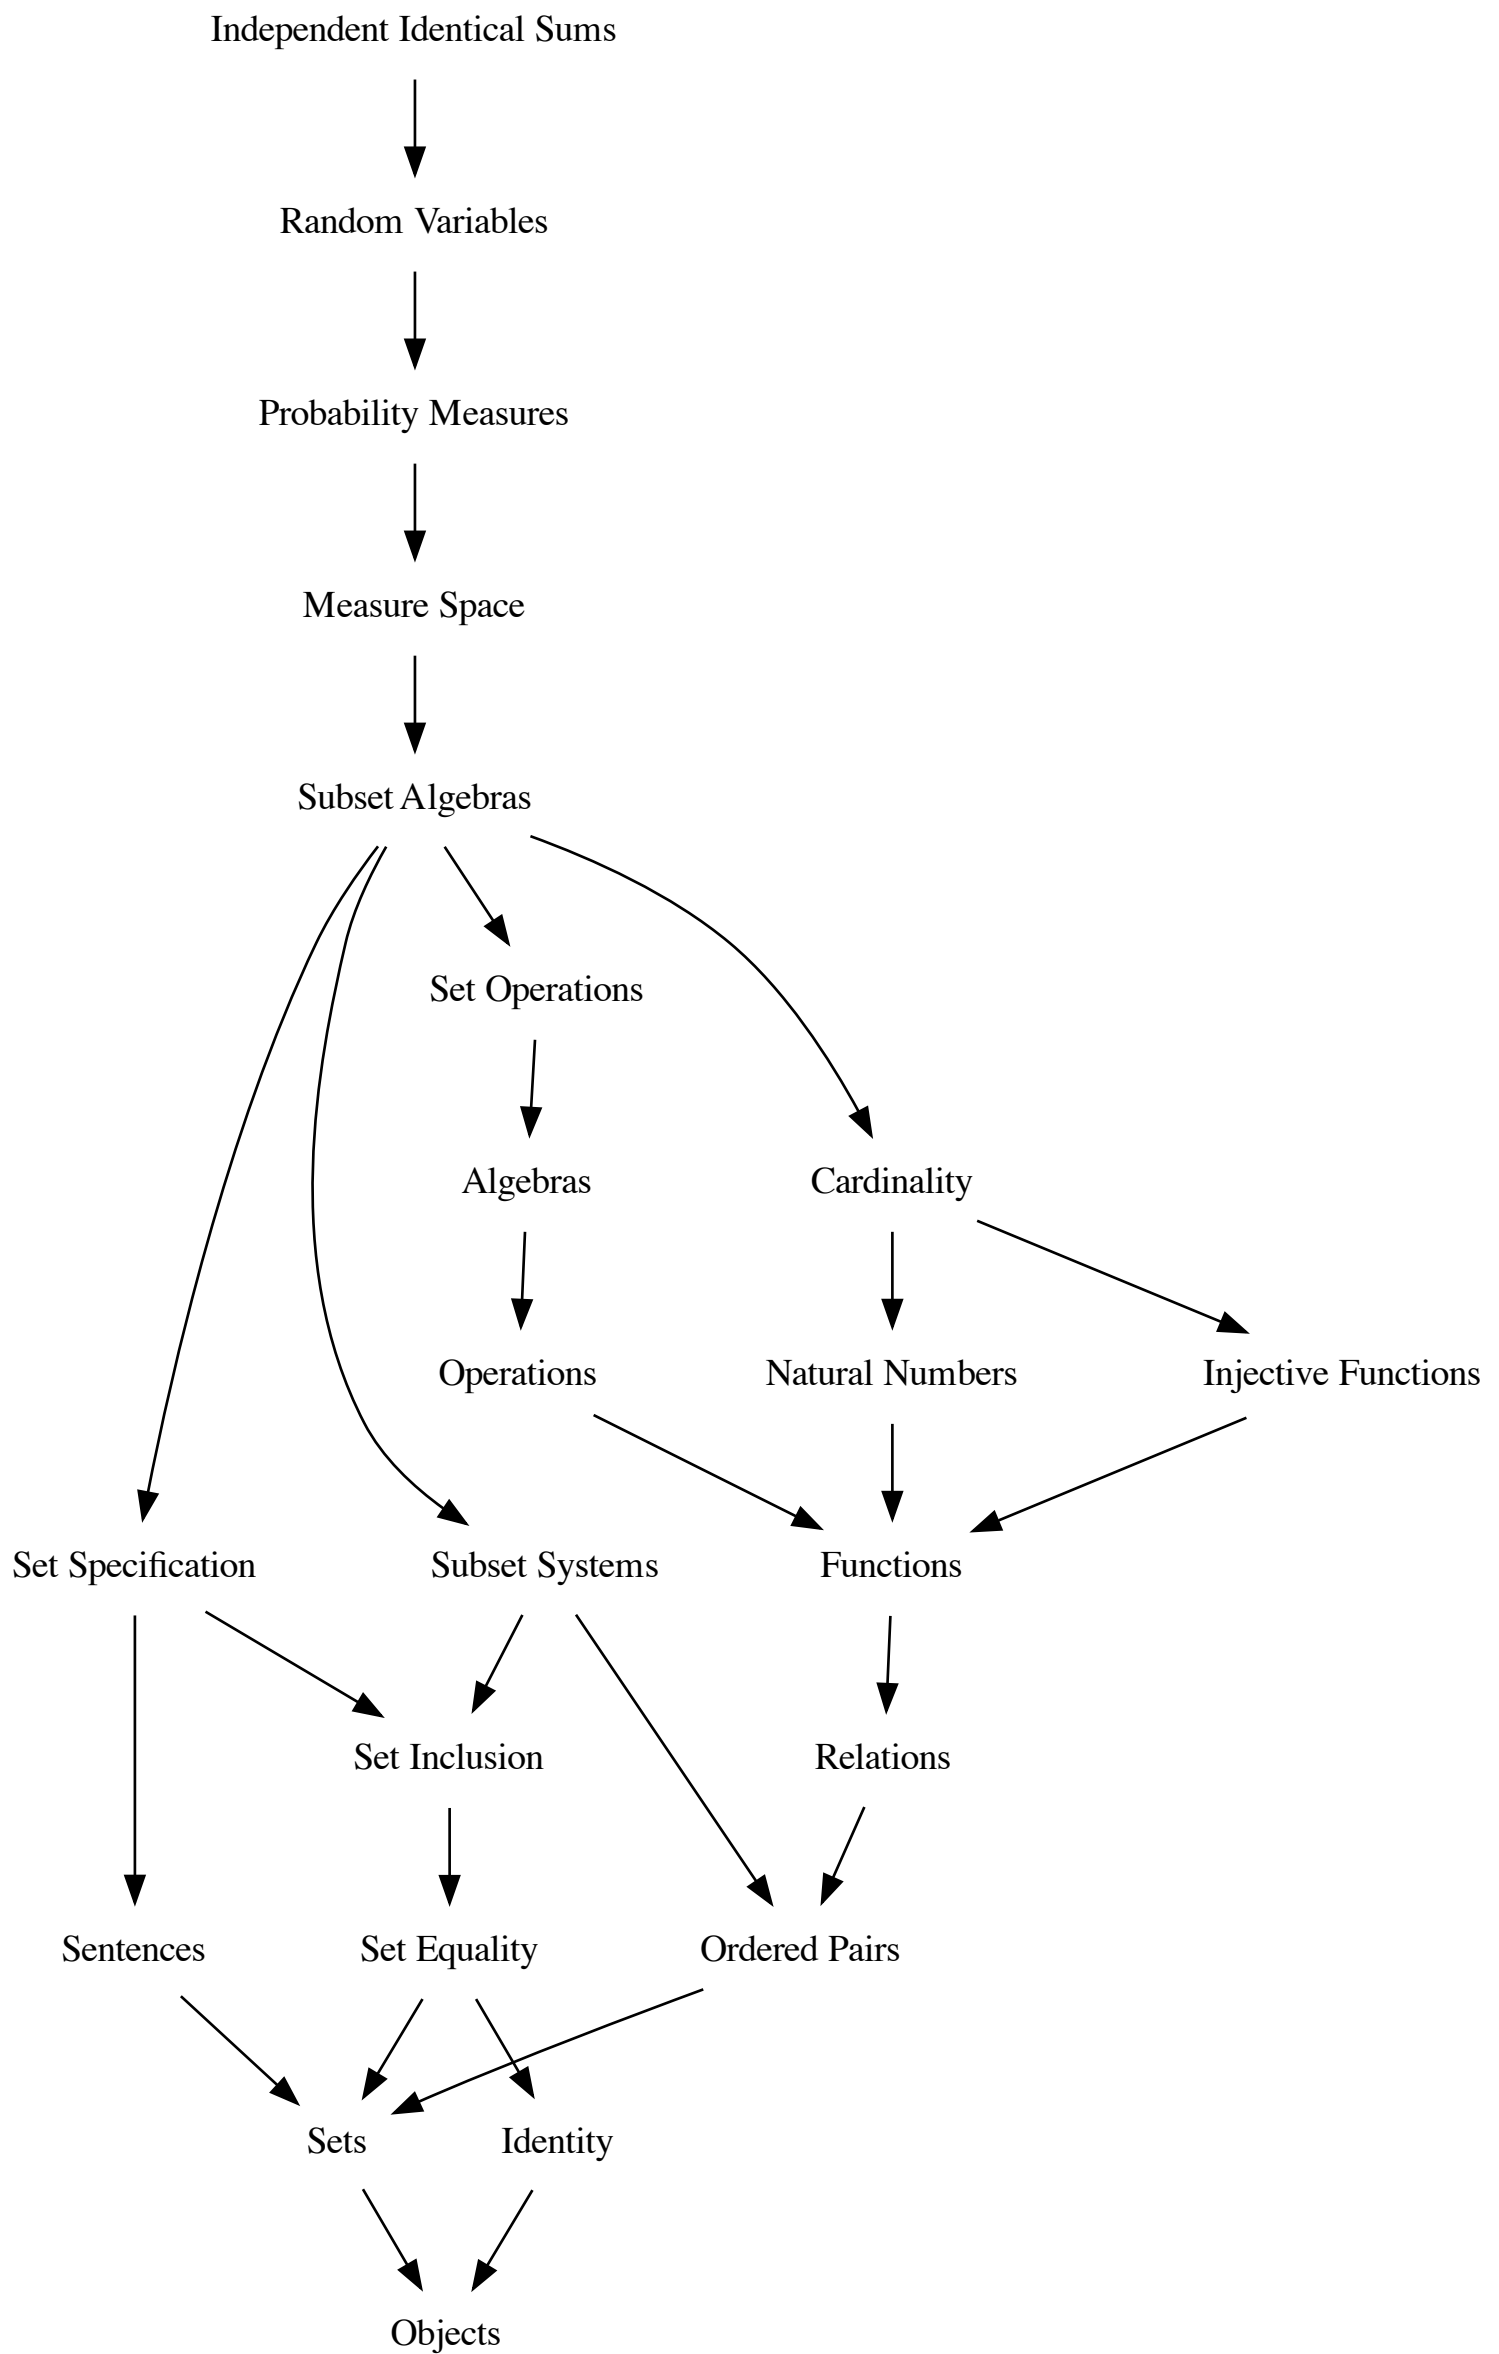 Independent Identical Sums
Random Variables
Probability Measures
Measure Space
Subset Algebras
Set Operations
Algebras
Cardinality
Operations
Natural Numbers
Injective Functions
Set Specification
Subset Systems
Functions
Set Inclusion
Relations
Sentences
Set Equality
Ordered Pairs
Sets
Identity
Objects